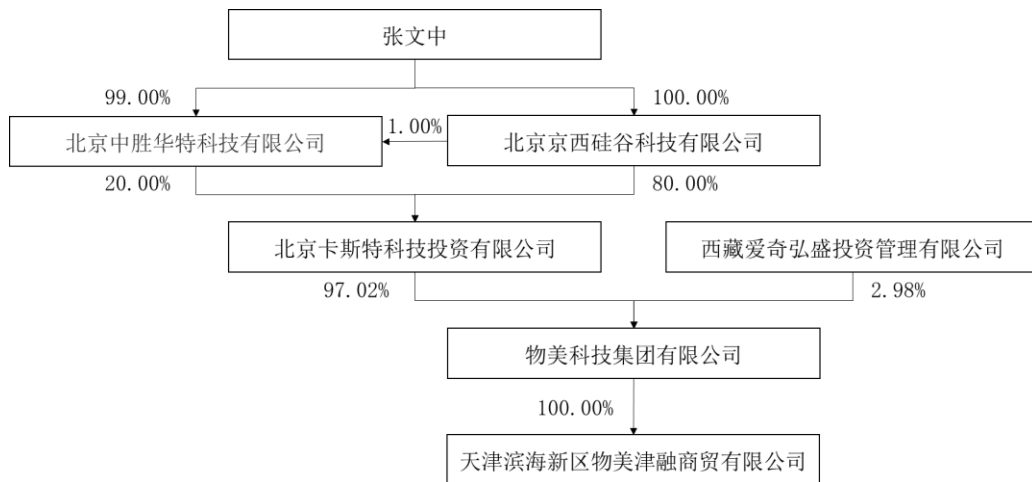 张文中
99.00%
100.00%
北京中胜华特科技有限公司
1.00%
北京京西硅谷科技有限公司
20.00%
80.00%
北京卡斯特科技投资有限公司
西藏爱奇弘盛投资管理有限公司
97.02%
2.98%
物美科技集团有限公司
100.00%
天津滨海新区物美津融商贸有限公司